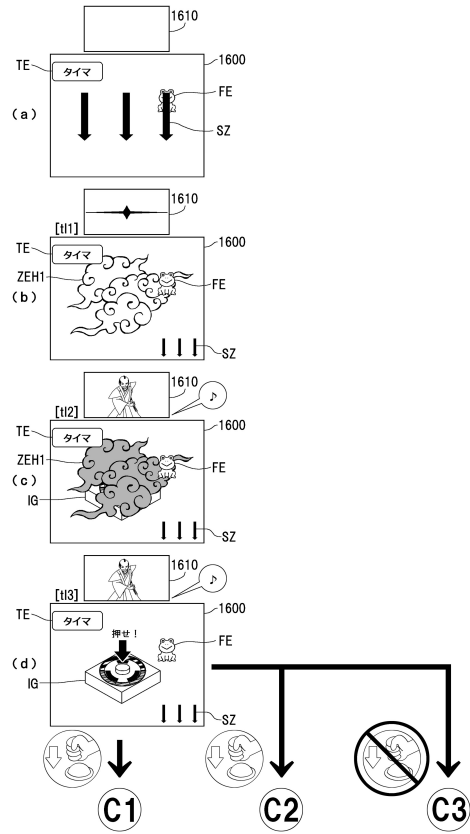 1610
TE
タイマ
1600
FE
(a)
SZ
1610
[tl1]
TE
タイマ
1600
ZEH1
FE
(b)
SZ
1610
♪
[tl2]
TE
タイマ
1600
ZEH1
FE
(c)
IG
SZ
1610
♪
[tl3]
TE
タイマ
1600
押せ!
FE
(d)
IG
SZ
C1
C2
C3